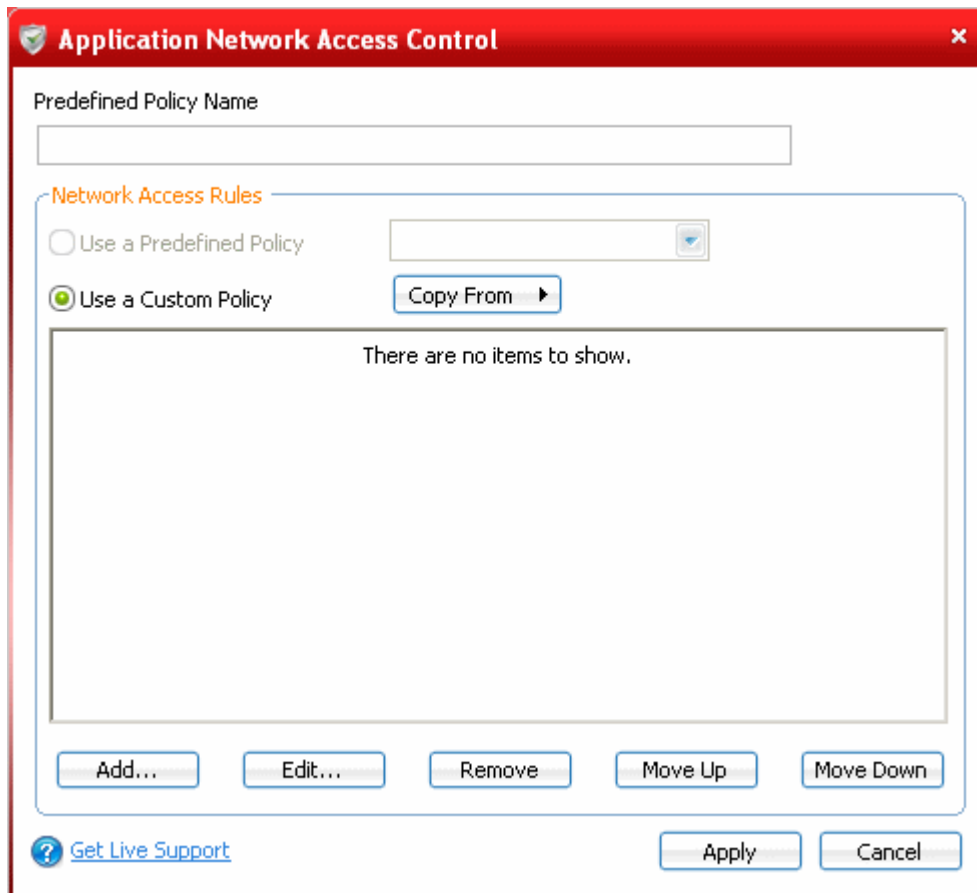 Application Network Access Control
Predefined Policy Name
Network Access Rules
Use a Predefined Policy
Use a Custom Policy
Copy From
There are no items to show.
Add...
Edit...
Remove
Move Up
Move Down
Get Live Support
Apply
Cancel